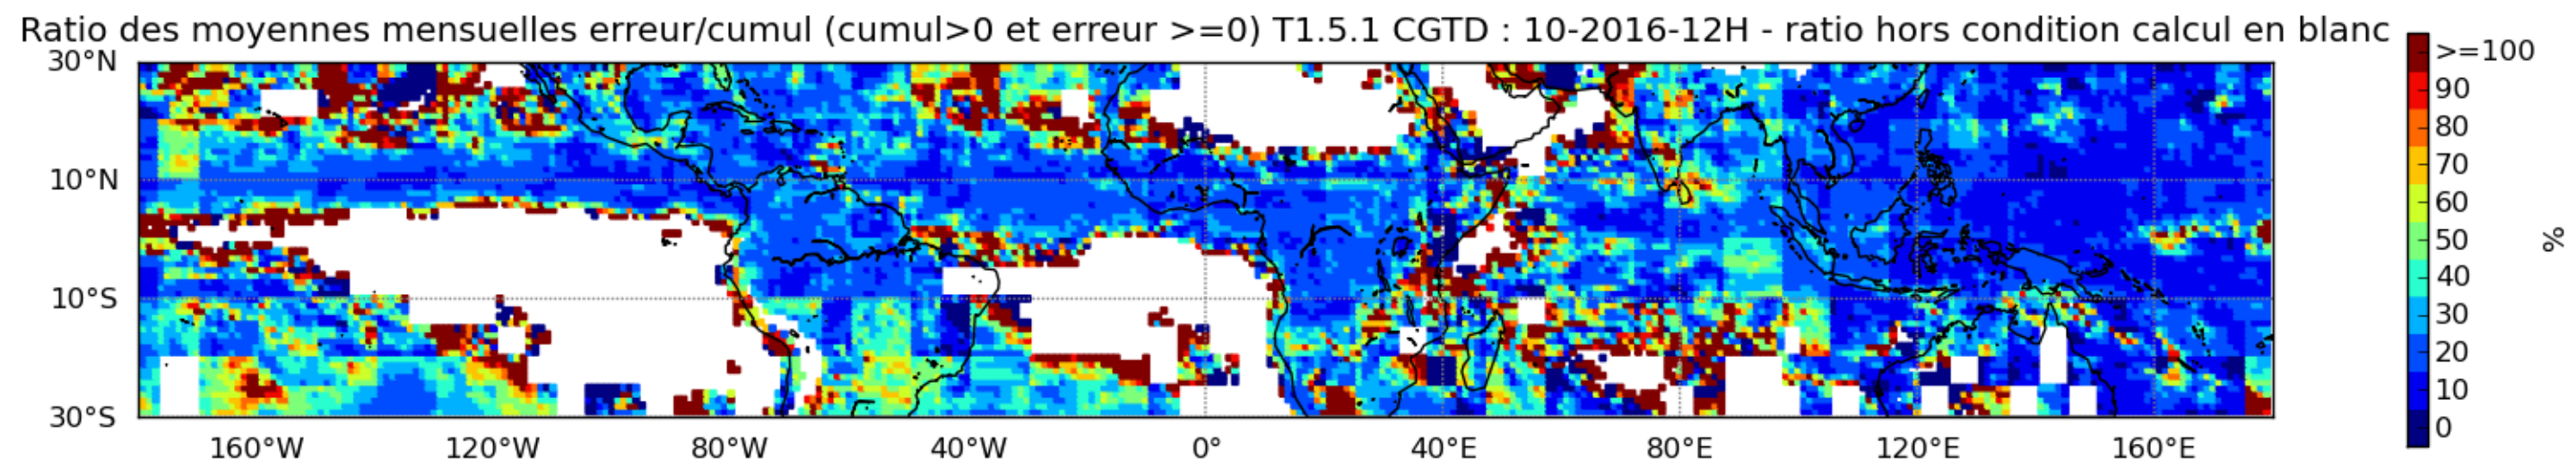 Ratio des moyennes mensuelles erreur/cumul (cumul>0 et erreur >=0) T1.5.1 CGTD : 10-2016-12H - ratio hors condition calcul en blanc
30°N
10°N
10°S
30°S
160°W 120°W 80°W 40°W 0° 40°E 80°E 120°E 160°E
>=100
90
80
70
60
50
40
30
20
10
0
%